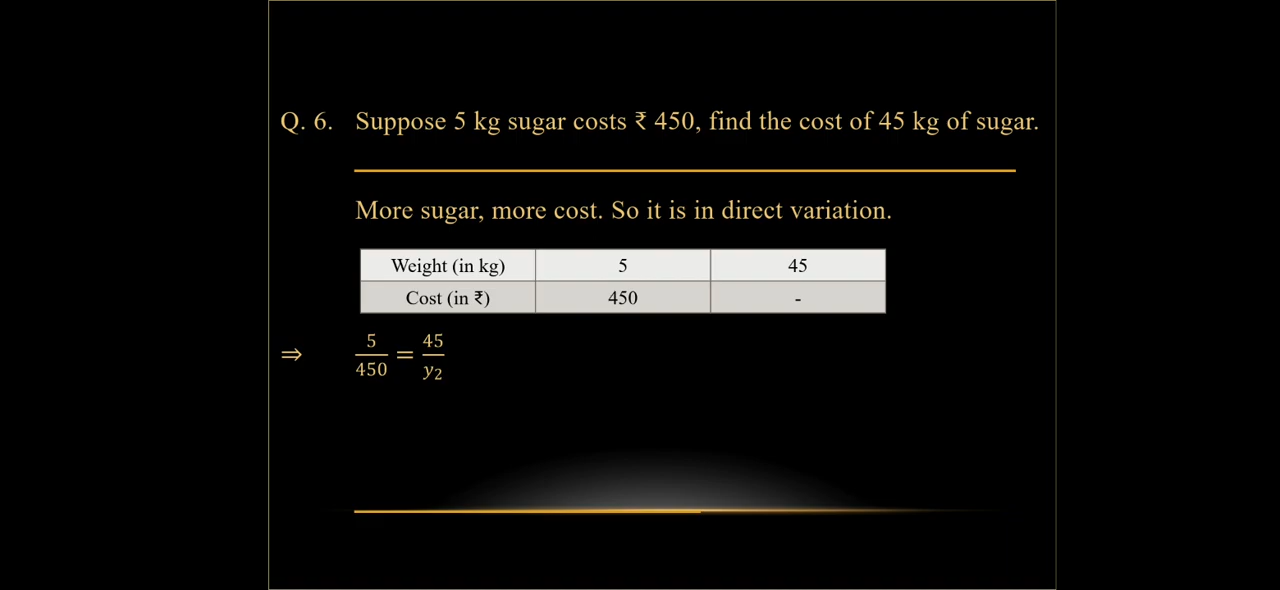 Q. 6. Suppose 5 kg sugar costs ₹ 450, find the cost of 45 kg of sugar.
More sugar, more cost. So it is in direct variation.
Weight (in kg) 5 45
Cost (in ₹) 450 -
⇒ 5/450 = 45/y₂